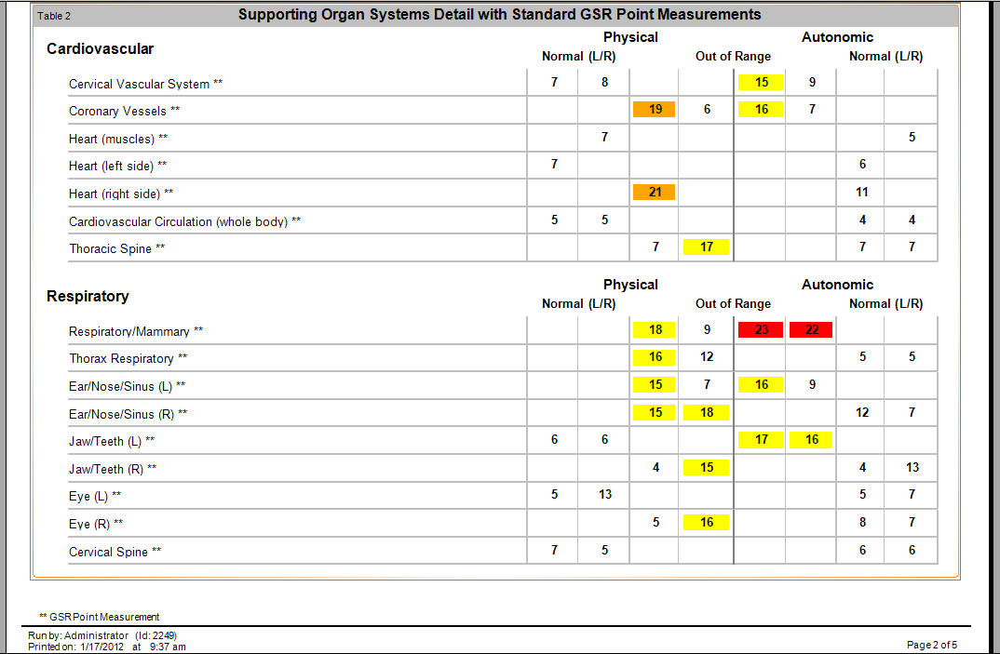 Table 2 Supporting Organ Systems Detail with Standard GSR Point Measurements
Physical Autonomic
Cardiovascular
Normal (L/R) Out of Range Normal (L/R)
Cervical Vascular System ** 7 8 15 9
Coronary Vessels ** 19 6 16 7
Heart (muscles) ** 7 5
Heart (left side) ** 7 6
Heart (right side) ** 21 11
Cardiovascular Circulation (whole body) ** 5 5 4 4
Thoracic Spine ** 7 17 7 7
Physical Autonomic
Respiratory
Normal (L/R) Out of Range Normal (L/R)
Respiratory/Mammary ** 18 9 23 22
Thorax Respiratory ** 16 12 5 5
Ear/Nose/Sinus (L) ** 15 7 16 9
Ear/Nose/Sinus (R) ** 15 18 12 7
Jaw/Teeth (L) ** 6 6 17 16
Jaw/Teeth (R) ** 4 15 4 13
Eye (L) ** 5 13 5 7
Eye (R) ** 5 16 8 7
Cervical Spine ** 7 5 6 6
** GSR Point Measurement
Run by: Administrator (Id: 2249)
Printed on: 1/17/2012 at 9:37 am
Page 2 of 5